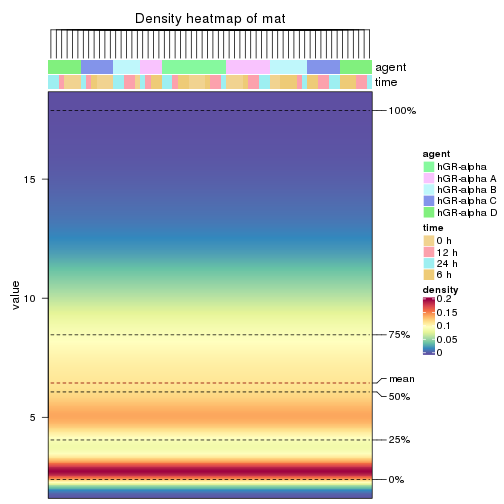 Density heatmap of mat
agent
time
100%
75%
mean
50%
25%
0%
value
15
10
5
agent
hGR-alpha
hGR-alpha A
hGR-alpha B
hGR-alpha C
hGR-alpha D
time
0 h
12 h
24 h
6 h
density
0.2
0.15
0.1
0.05
0